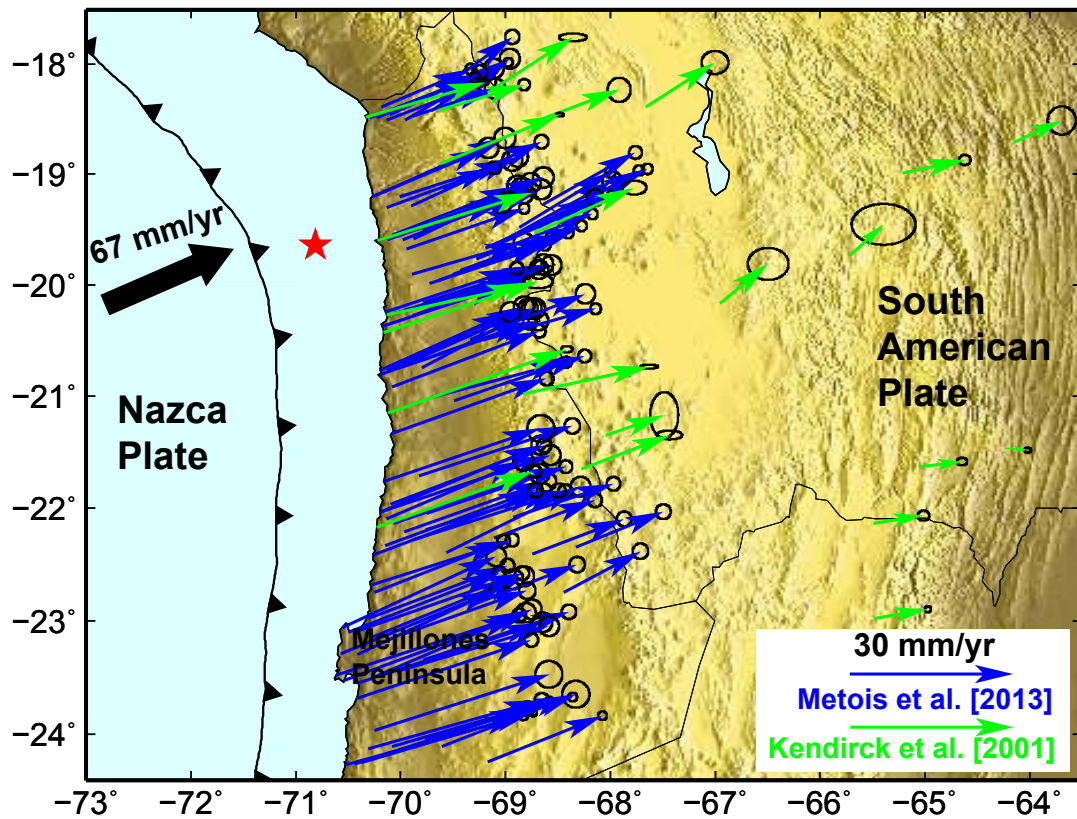 −18°
−19°
−20°
−21°
−22°
−23°
−24°
67 mm/yr
Nazca
Plate
South
American
Plate
Mejillones
Peninsula
30 mm/yr
Metois et al. [2013]
Kendirck et al. [2001]
−73
−72
−71
−70
−69
−68
−67
−66
−65
−64